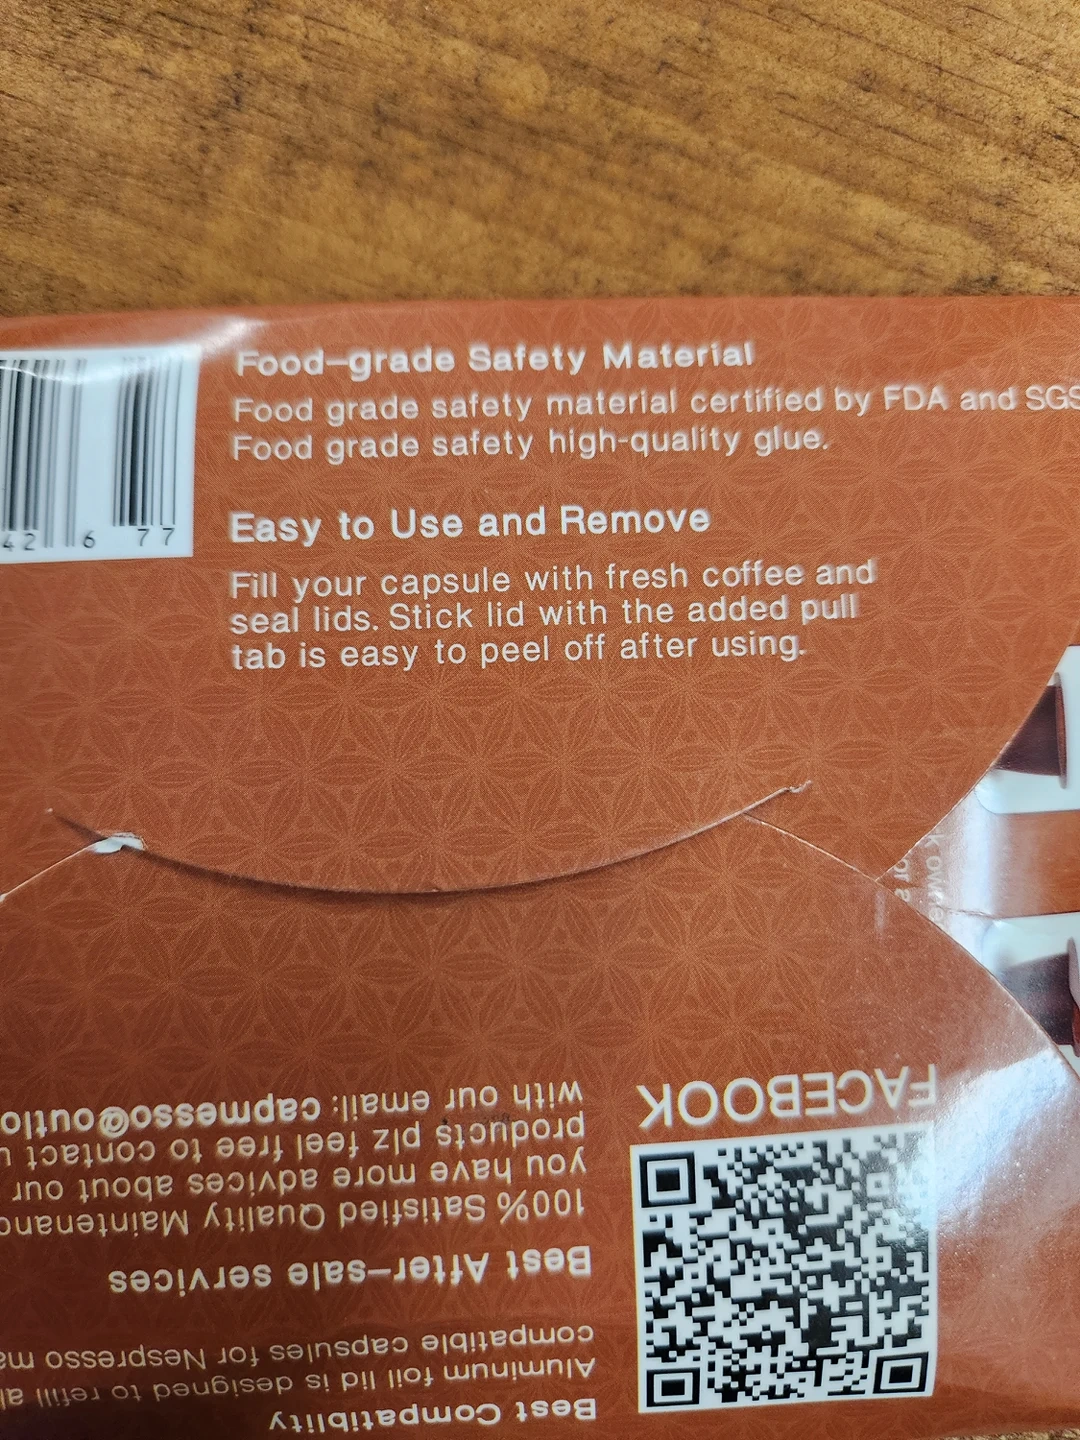 42 6 77
Food-grade Safety Material
Food grade safety material certified by FDA and SGS
Food grade safety high-quality glue.
Easy to Use and Remove
Fill your capsule with fresh coffee and
seal lids. Stick lid with the added pull
tab is easy to peel off after using.
Best Compatiblity
Aluminum foil lid is designed to refill
compatible capsules for Nespresso
Best After-sale services
100% Satisfied Quality
you have more advices about our
products plz feel free to contact
with our email: capmesso@outlo
FACEBOOK